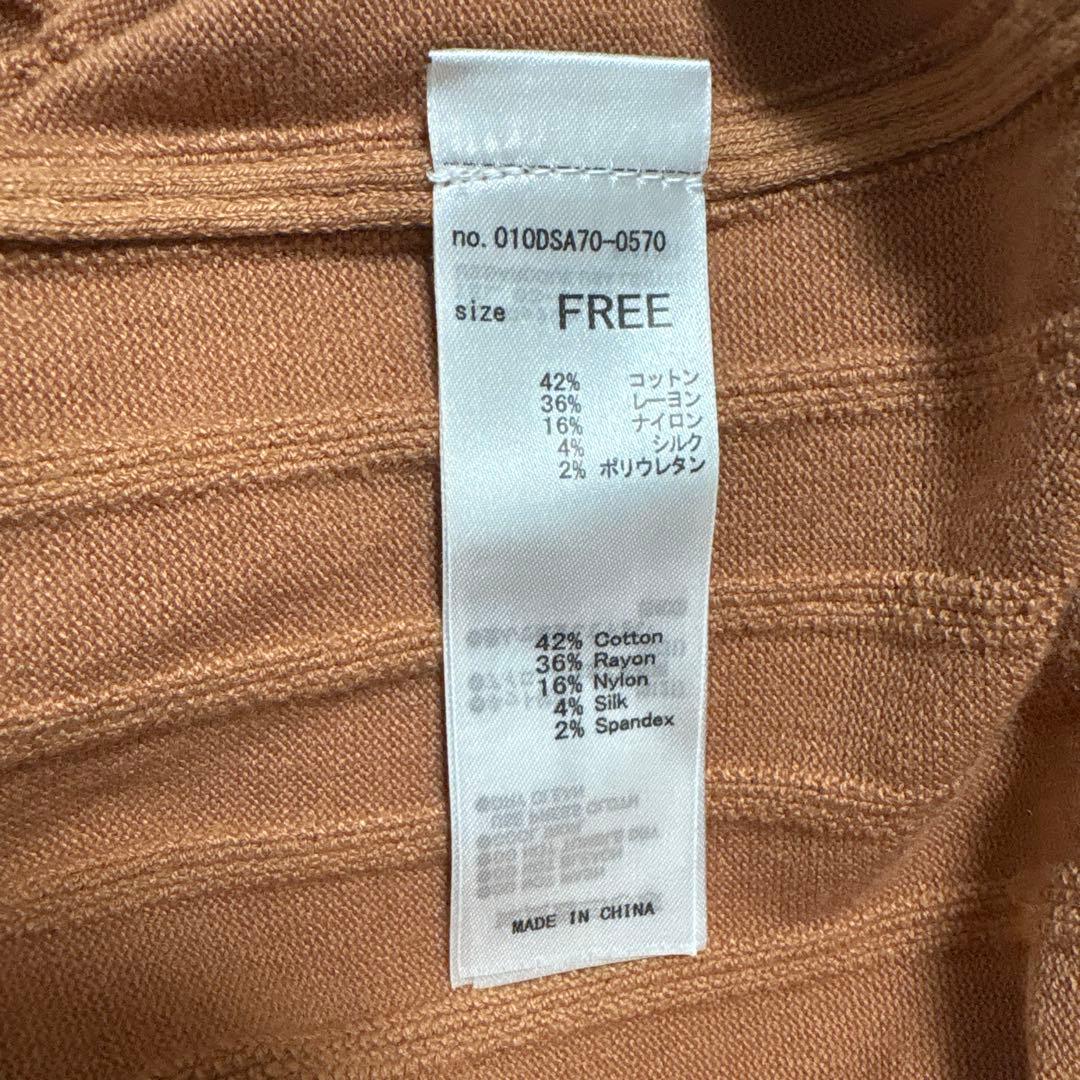 no. 010DSA70-0570
size FREE
42% コットン
36% レーヨン
16% ナイロン
4% シルク
2% ポリウレタン
42% Cotton
36% Rayon
16% Nylon
4% Silk
2% Spandex
MADE IN CHINA